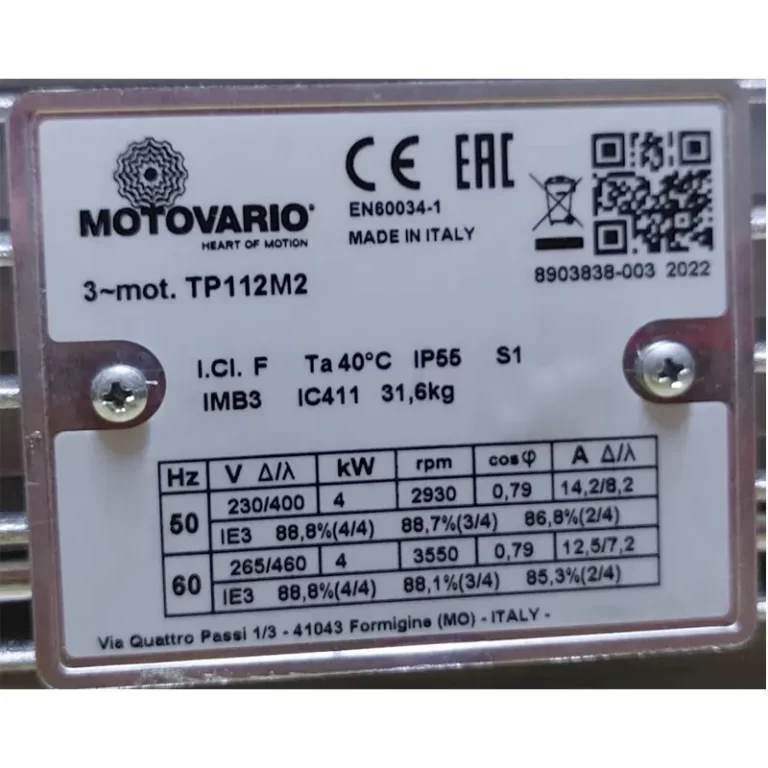 MOTOVARIO®
HEART OF MOTION
CE EAC
EN60034-1
MADE IN ITALY
8903838-003 2022
3~mot. TP112M2
I.Cl. F Ta 40°C IP55 S1
IMB3 IC411 31,6kg
Hz V Δ/λ kW rpm cosφ A Δ/λ
50 230/400 4 2930 0,79 14,2/8,2
IE3 88,8%(4/4) 88,7%(3/4) 86,8%(2/4)
60 265/460 4 3550 0,79 12,5/7,2
IE3 88,8%(4/4) 88,1%(3/4) 85,3%(2/4)
Via Quattro Passi 1/3 - 41043 Formigine (MO) - ITALY -